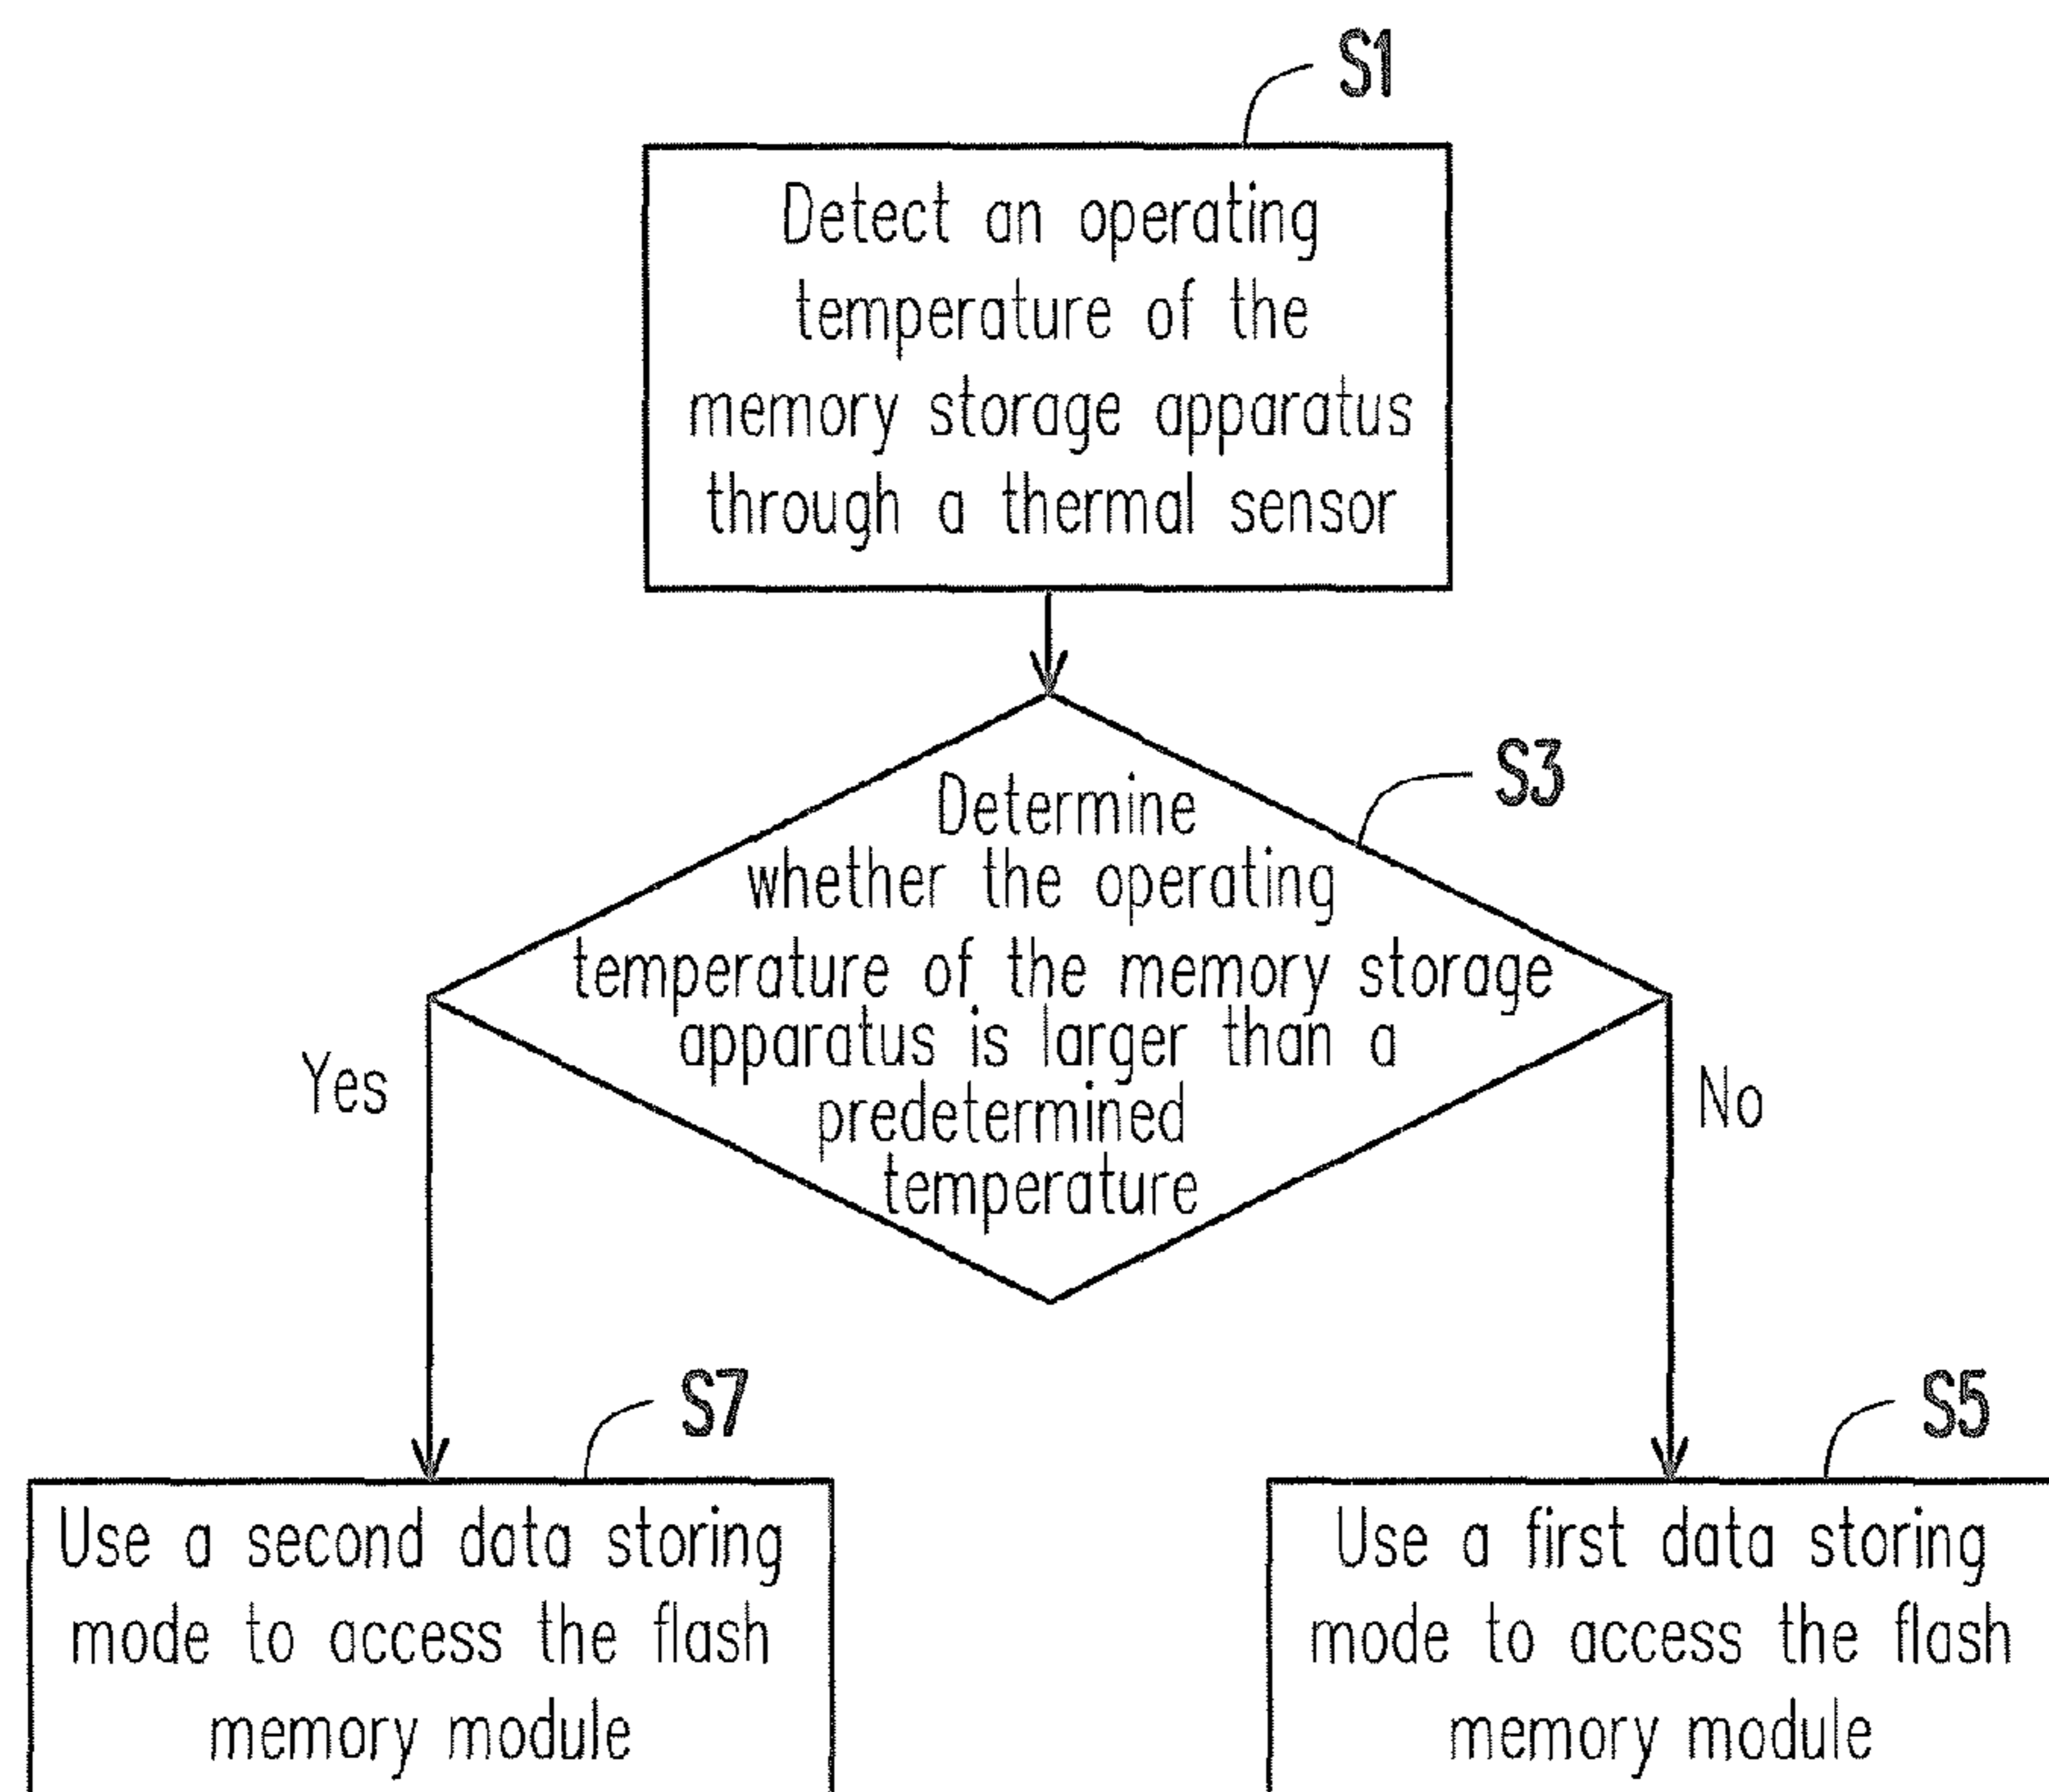 S1
Detect an operating
temperature of the
memory storage apparatus
through a thermal sensor
S3
Determine
whether the operating
temperature of the memory storage
apparatus is larger than a
predetermined
temperature
Yes
No
S7
Use a second data storing
mode to access the flash
memory module
S5
Use a first data storing
mode to access the flash
memory module